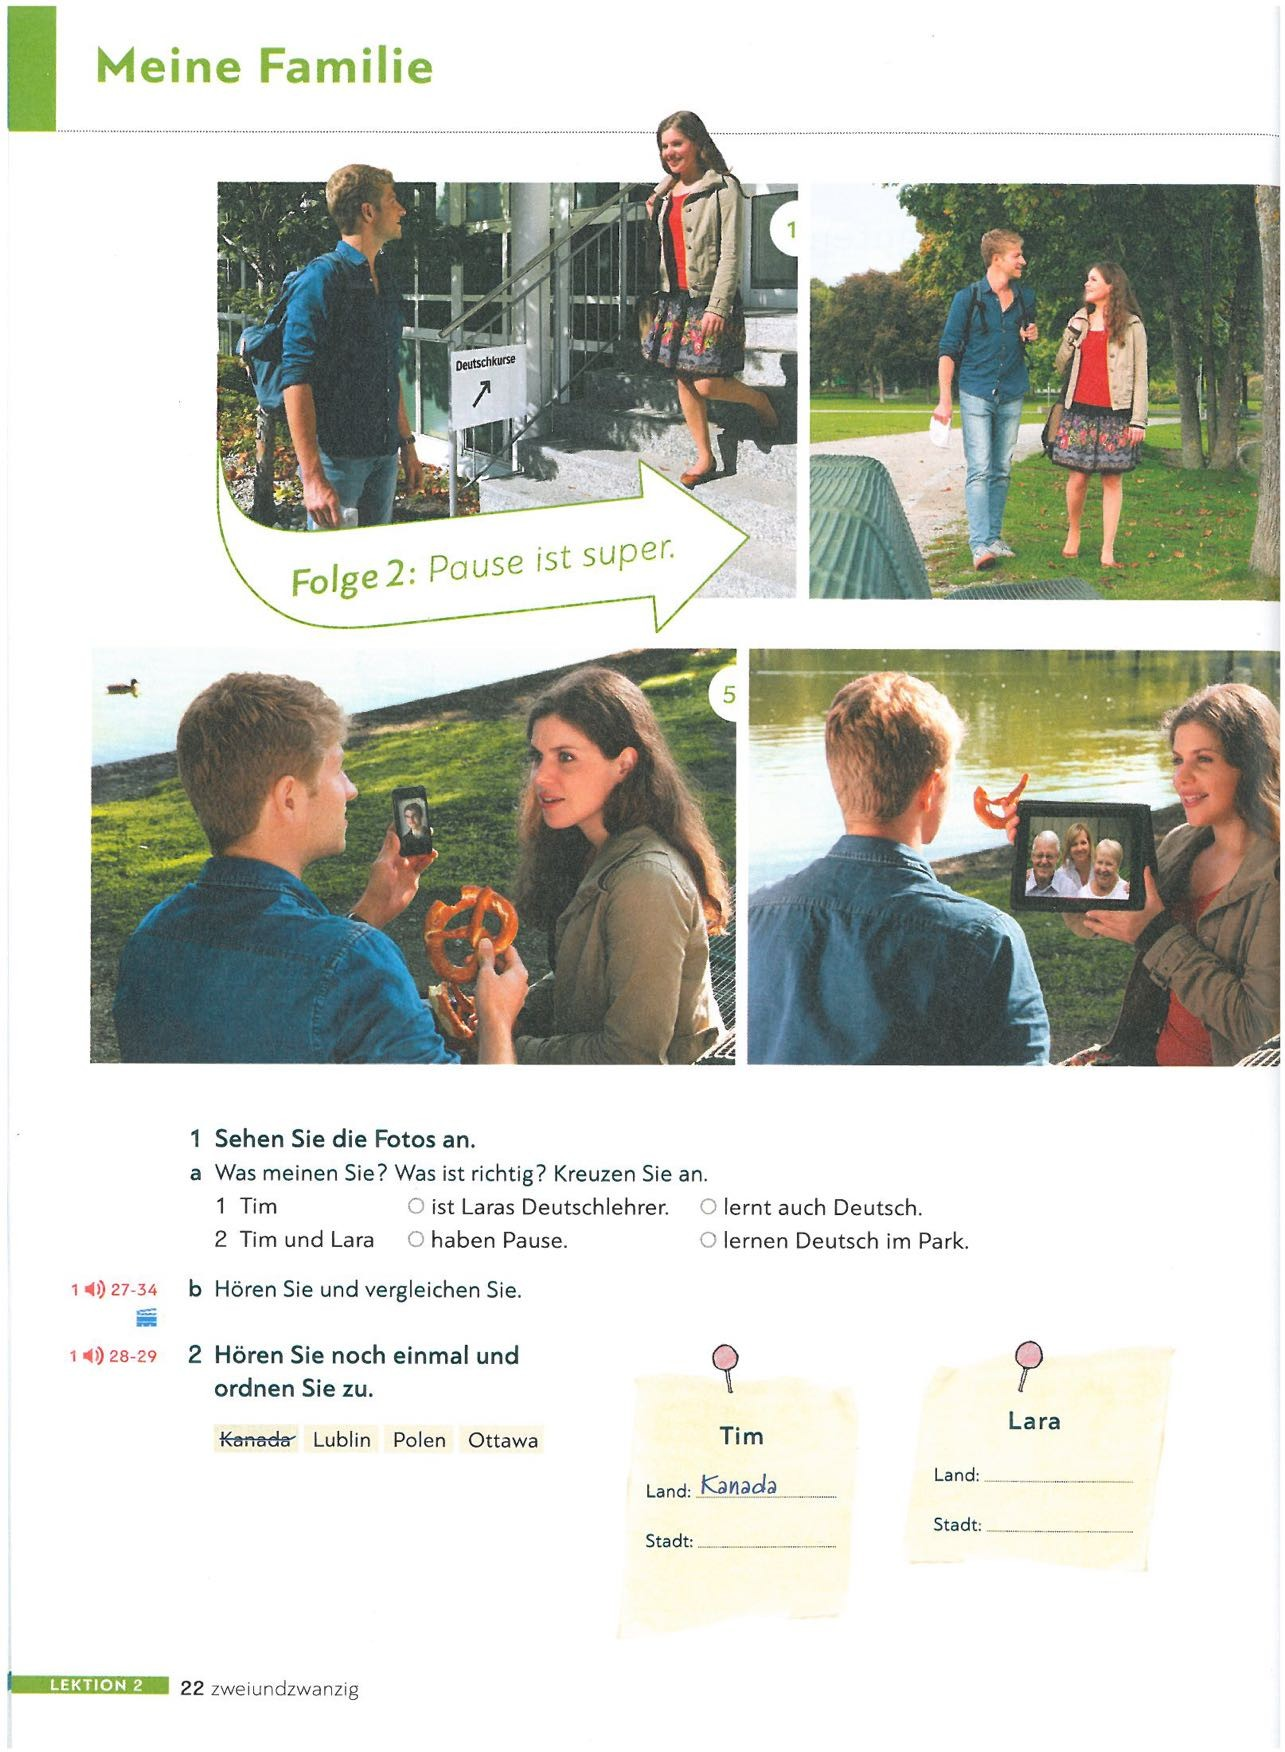 Meine Familie
1
Deutschkurse
Folge 2: Pause ist super.
5
1 Sehen Sie die Fotos an.
a Was meinen Sie? Was ist richtig? Kreuzen Sie an.
1 Tim ist Laras Deutschlehrer. lernt auch Deutsch.
2 Tim und Lara haben Pause. lernen Deutsch im Park.
1 27-34 b Hören Sie und vergleichen Sie.
1 28-29 2 Hören Sie noch einmal und
ordnen Sie zu.
Kanada Lublin Polen Ottawa
Tim
Land: Kanada
Stadt:
Lara
Land:
Stadt:
LEKTION 2 22 zweiundzwanzig